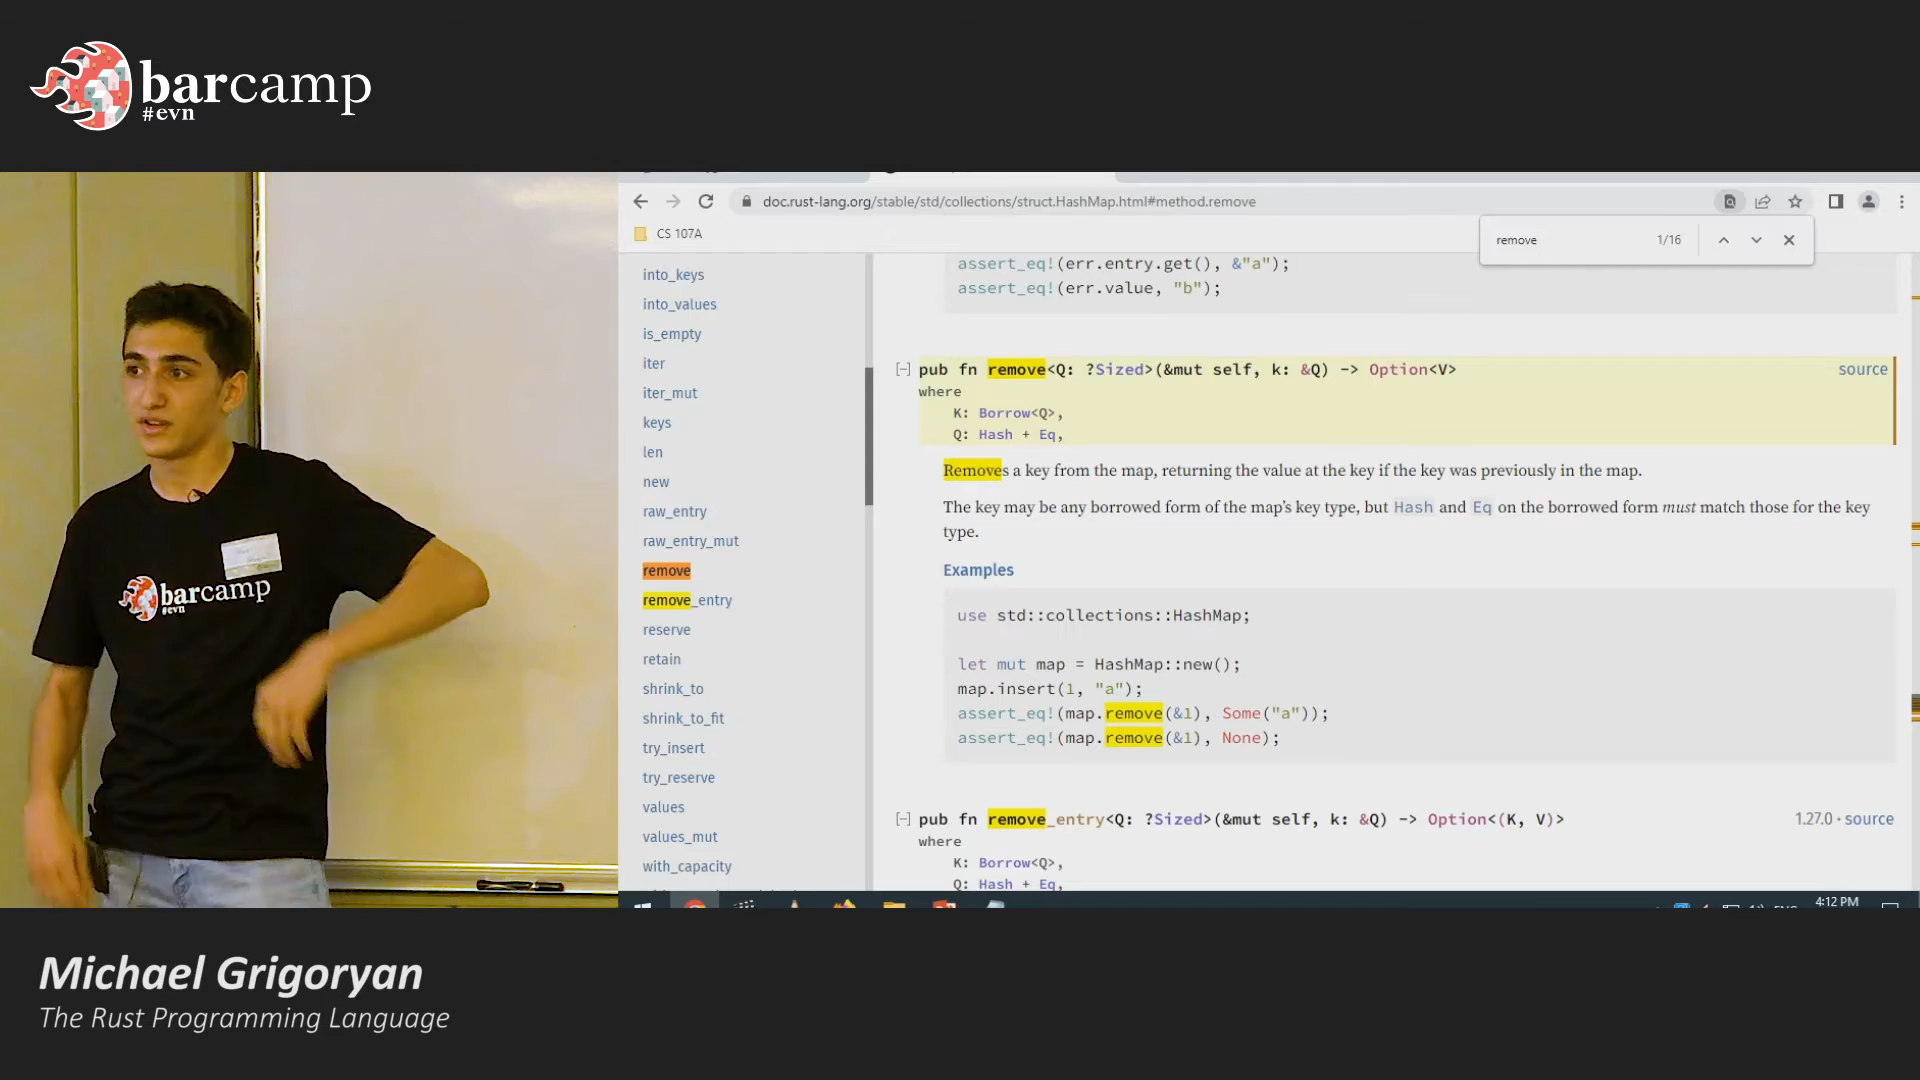 barcamp
#evn
doc.rust-lang.org/stable/std/collections/struct.HashMap.html#method.remove
CS 107A
remove 1/16
into_keys
into_values
is_empty
iter
iter_mut
keys
len
new
raw_entry
raw_entry_mut
remove
remove_entry
reserve
retain
shrink_to
shrink_to_fit
try_insert
try_reserve
values
values_mut
with_capacity
assert_eq!(err.entry.get(), &"a");
assert_eq!(err.value, "b");
[-] pub fn remove<Q: ?Sized>(&mut self, k: &Q) -> Option<V> source
where
K: Borrow<Q>,
Q: Hash + Eq,
Removes a key from the map, returning the value at the key if the key was previously in the map.
The key may be any borrowed form of the map’s key type, but Hash and Eq on the borrowed form must match those for the key
type.
Examples
use std::collections::HashMap;
let mut map = HashMap::new();
map.insert(1, "a");
assert_eq!(map.remove(&1), Some("a"));
assert_eq!(map.remove(&1), None);
[-] pub fn remove_entry<Q: ?Sized>(&mut self, k: &Q) -> Option<(K, V)> 1.27.0 · source
where
K: Borrow<Q>,
Q: Hash + Eq,
4:12 PM
barcamp
#evn
Michael Grigoryan
The Rust Programming Language